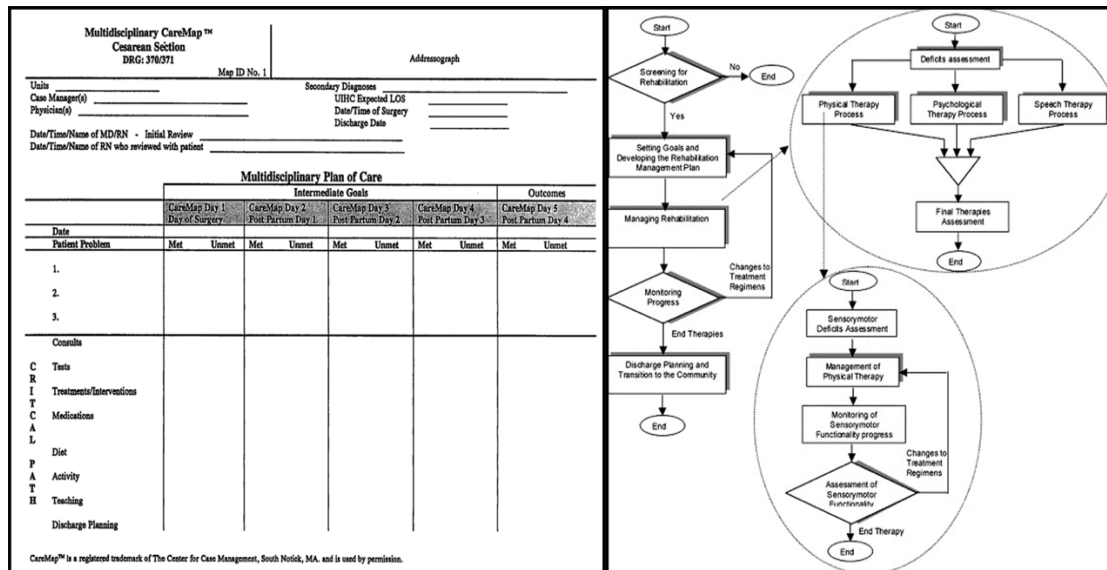 Multidisciplinary CareMap™
Cesarean Section
DRG: 370/371
Map ID No. 1
Addressograph
Units
Case Manager(s)
Physician(s)
Secondary Diagnoses
UIHC Expected LOS
Date/Time of Surgery
Discharge Date
Date/Time/Name of MD/RN - Initial Review
Date/Time/Name of RN who reviewed with patient
Multidisciplinary Plan of Care
Intermediate Goals Outcomes
CareMap Day 1 CareMap Day 2 CareMap Day 3 CareMap Day 4 CareMap Day 5
Day of Surgery Post Partum Day 1 Post Partum Day 2 Post Partum Day 3 Post Partum Day 4
Date
Patient Problem Met Unmet Met Unmet Met Unmet Met Unmet Met Unmet
1.
2.
3.
CRITCAL PATH
Consults
Tests
Treatments/Interventions
Medications
Diet
Activity
Teaching
Discharge Planning
CareMap™ is a registered trademark of The Center for Case Management, South Notick, MA. and is used by permission.
Start
Screening for
Rehabilitation
No
End
Yes
Setting Goals and
Developing the Rehabilitation
Management Plan
Managing Rehabilitation
Monitoring
Progress
Changes to
Treatment
Regimens
End Therapies
Discharge Planning and
Transition to the Community
End
Start
Deficits assessment
Physical Therapy
Process
Psychological
Therapy Process
Speech Therapy
Process
Final Therapies
Assessment
End
Start
Sensorymotor
Deficits Assessment
Management of
Physical Therapy
Monitoring of
Sensorymotor
Functionality progress
Changes to
Treatment
Regimens
Assessment of
Sensorymotor
Functionality
End Therapy
End